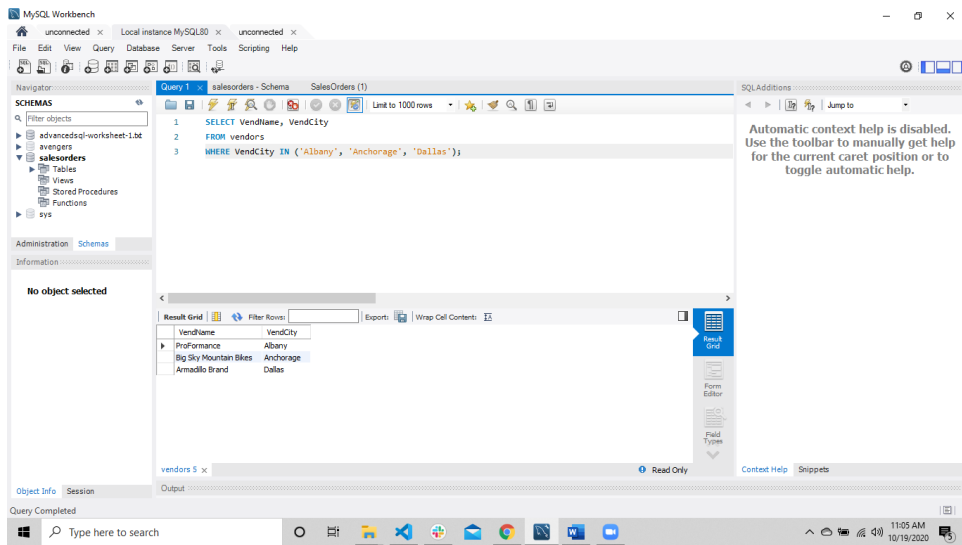 MySQL Workbench
unconnected × Local instance MySQL80 × unconnected ×
File Edit View Query Database Server Tools Scripting Help
Navigator
SCHEMAS
Filter objects
advancedsql-worksheet-1.txt
avengers
salesorders
Tables
Views
Stored Procedures
Functions
sys
Administration Schemas
Information
No object selected
Object Info Session
Query 1 × salesorders - Schema SalesOrders (1)
Limit to 1000 rows
1 SELECT VendName, VendCity
2 FROM vendors
3 WHERE VendCity IN ('Albany', 'Anchorage', 'Dallas');
Result Grid Filter Rows: Export: Wrap Cell Content:
VendName VendCity
ProFormance Albany
Big Sky Mountain Bikes Anchorage
Armadillo Brand Dallas
Result Grid
Form Editor
Field Types
vendors 5 × Read Only
Output
SQL Additions
Jump to
Automatic context help is disabled.
Use the toolbar to manually get help
for the current caret position or to
toggle automatic help.
Context Help Snippets
Query Completed
Type here to search
11:05 AM
10/19/2020
5